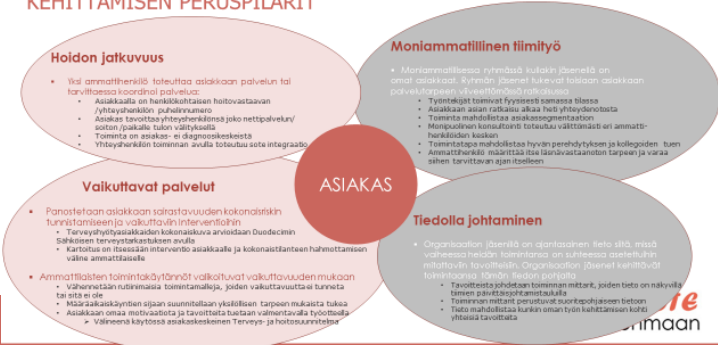 KEHITTÄMISEN PERUSPILARIT
Hoidon jatkuvuus
• Yksi ammattihenkilö toteuttaa asiakkaan palvelun tai
tarvittaessa koordinoi palvelua:
• Asiakkaalla on henkilökohtaisen hoitovastaavan
/yhteyshenkilön puhelinnumero
• Asiakas tavoittaa yhteyshenkilönsä joko nettipalvelun/
soiton /paikalle tulon välityksellä
• Toiminta on asiakas- ei diagnoosikeskeistä
• Yhteyshenkilön toiminnan avulla toteutuu sote integraatio
Moniammatillinen tiimityö
• Moniammatillisessa ryhmässä kullakin jäsenellä on
omat asiakkaat. Ryhmän jäsenet tukevat toisiaan asiakkaan
palvelutarpeen viiveettömässä ratkaisussa
• Työntekijät toimivat fyysisesti samassa tilassa
• Asiakkaan asian ratkaisu alkaa heti yhteydenotosta
• Toiminta mahdollistaa asiakassegmentaation
• Monipuolinen konsultointi toteutuu välittömästi eri ammatti-
henkilöiden kesken
• Toimintatapa mahdollistaa hyvän perehdytyksen ja kollegoiden tuen
• Ammattihenkilö määrittää itse läsnävastaanoton tarpeen ja varaa
siihen tarvittavan ajan itselleen
ASIAKAS
Vaikuttavat palvelut
• Panostetaan asiakkaan sairastavuuden kokonaisriskin
tunnistamiseen ja vaikuttaviin interventioihin
• Terveyshyötyasiakkaiden kokonaiskuva arvioidaan Duodecimin
Sähköisen terveystarkastuksen avulla
• Kartoitus on itsessään interventio asiakkaalle ja kokonaistilanteen hahmottamisen
väline ammattilaiselle
• Ammattilaisten toimintakäytännöt valikoituvat vaikuttavuuden mukaan
• Vähennetään rutiinimaisia toimintamalleja, joiden vaikuttavuutta ei tunneta
tai sitä ei ole
• Määräaikaiskäyntien sijaan suunnitellaan yksilöllisen tarpeen mukaista tukea
• Asiakkaan omaa motivaatiota ja tavoitteita tuetaan valmentavalla työotteella
➢ Välineenä käytössä asiakaskeskeinen Terveys- ja hoitosuunnitelma
Tiedolla johtaminen
• Organisaation jäsenillä on ajantasainen tieto siitä, missä
vaiheessa heidän toimintansa on suhteessa asetettuihin
mitattaviin tavoitteisiin. Organisaation jäsenet kehittävät
toimintaansa tämän tiedon pohjalta
• Tavoitteista johdetaan toiminnan mittarit, joiden tieto on näkyvillä
tiimien päivittäisjohtamistauluilla
• Toiminnan mittarit perustuvat suoritepohjaiseen tietoon
• Tieto mahdollistaa kunkin oman työn kehittämisen kohti
yhteisiä tavoitteita